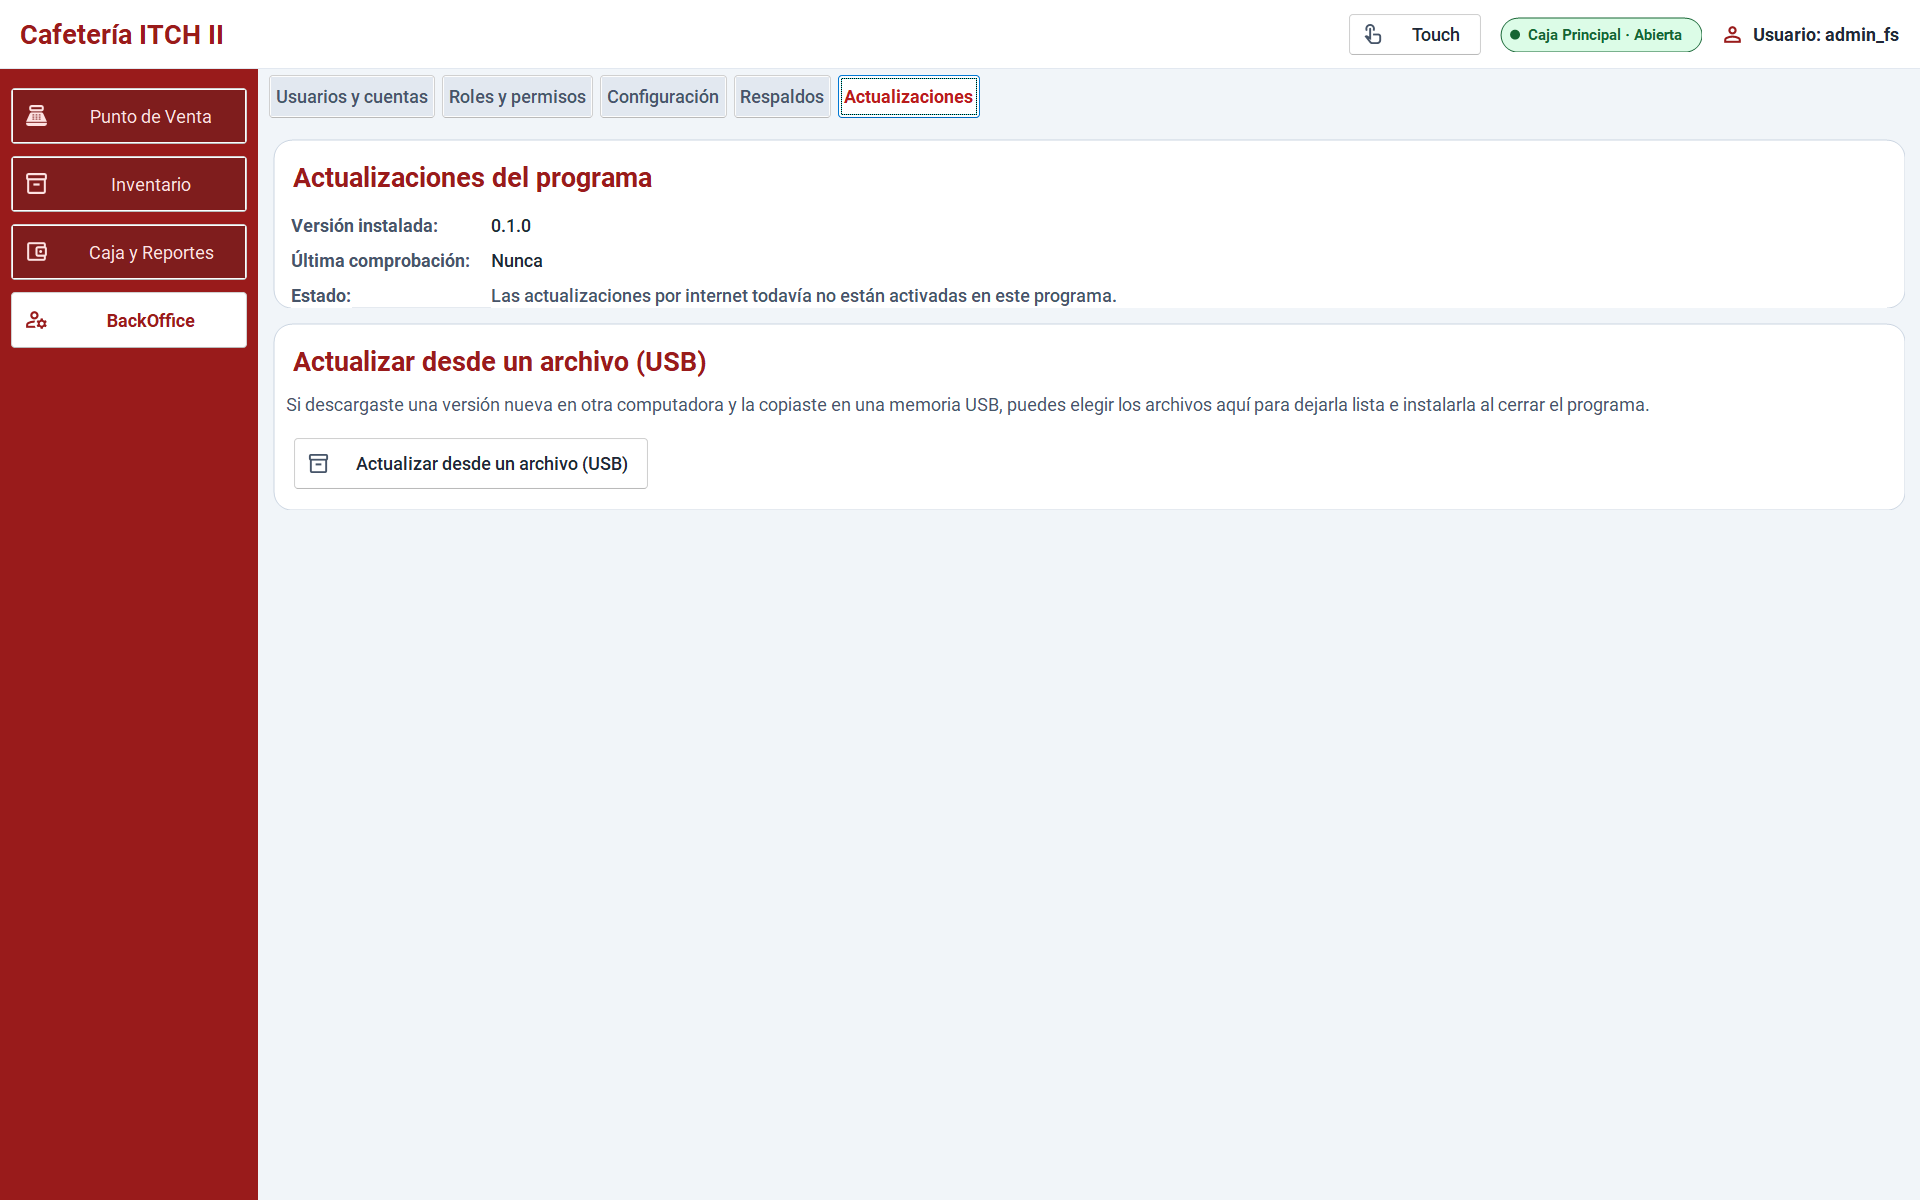 Cafetería ITCH II
Touch
Caja Principal · Abierta
Usuario: admin_fs
Punto de Venta
Inventario
Caja y Reportes
BackOffice
Usuarios y cuentas
Roles y permisos
Configuración
Respaldos
Actualizaciones
Actualizaciones del programa
Versión instalada: 0.1.0
Última comprobación: Nunca
Estado: Las actualizaciones por internet todavía no están activadas en este programa.
Actualizar desde un archivo (USB)
Si descargaste una versión nueva en otra computadora y la copiaste en una memoria USB, puedes elegir los archivos aquí para dejarla lista e instalarla al cerrar el programa.
Actualizar desde un archivo (USB)